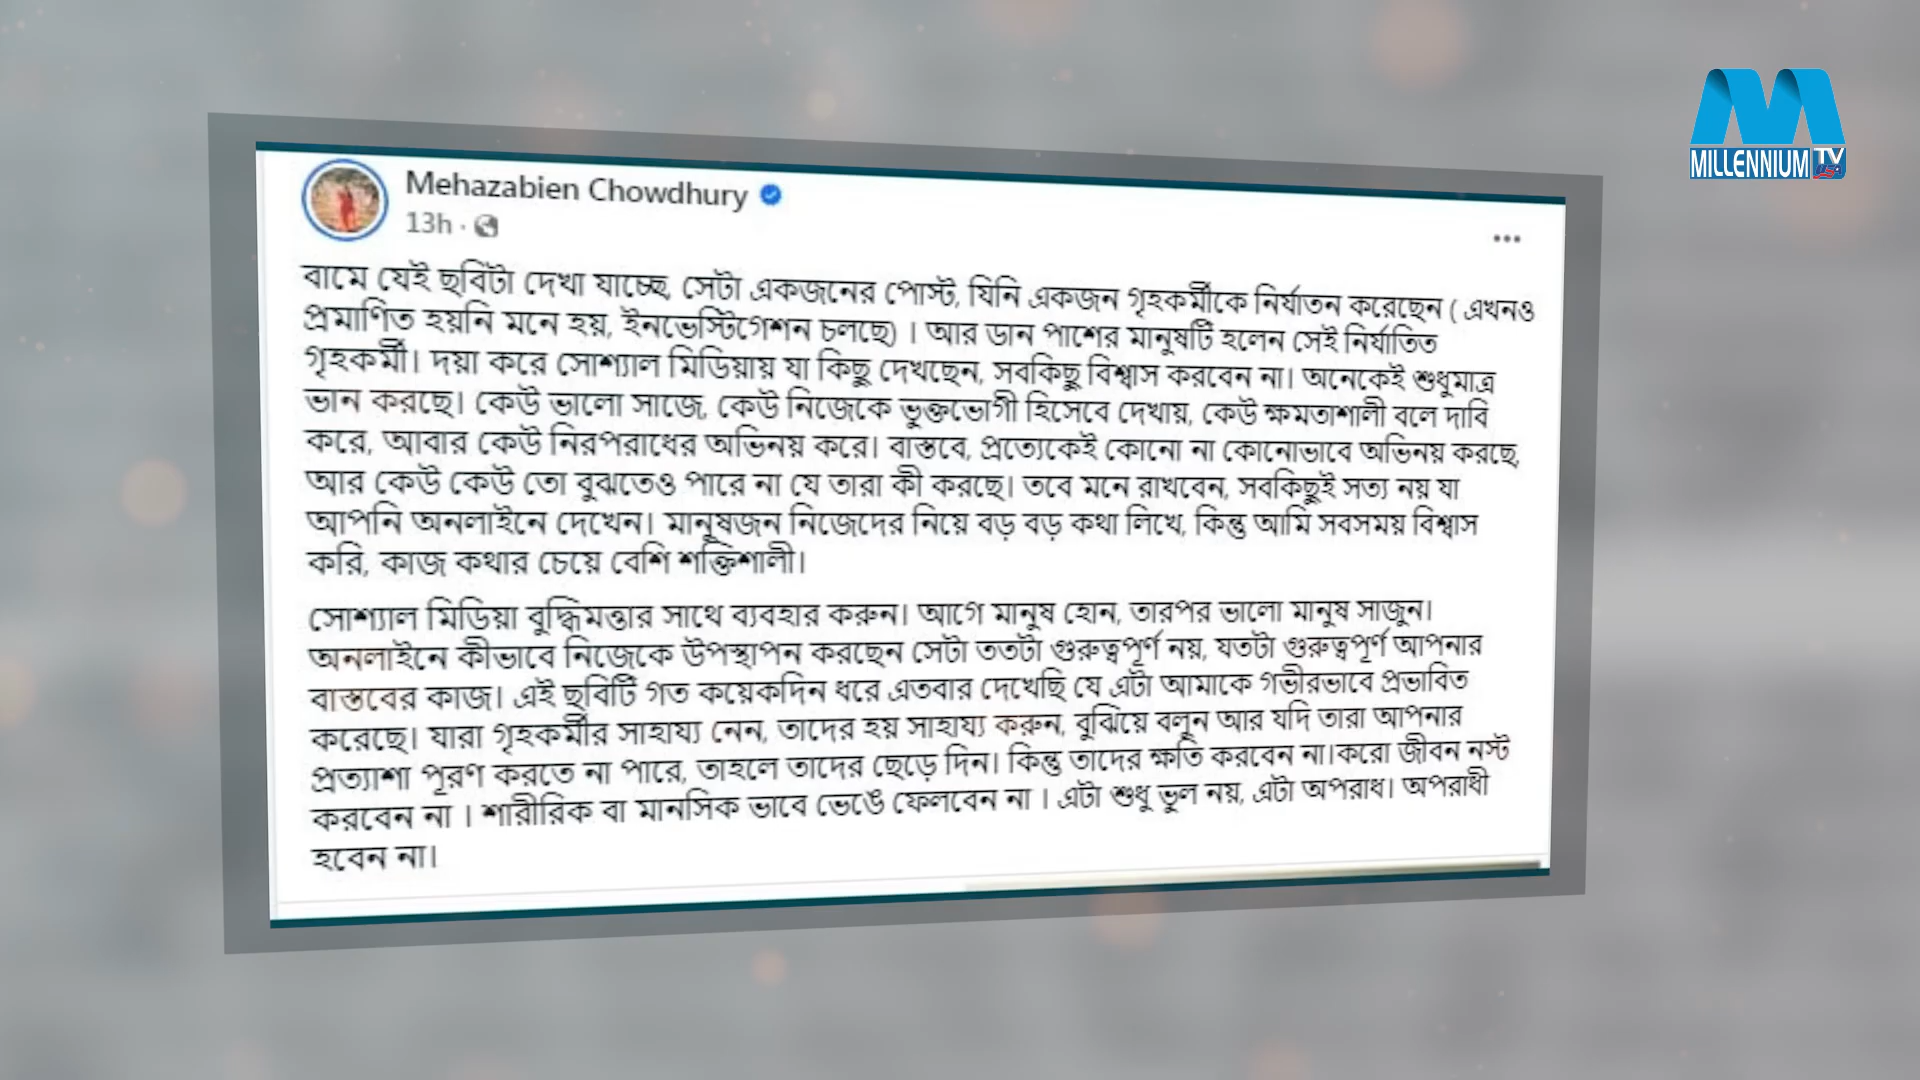 MILLENNIUM TV
USA
Mehazabien Chowdhury
13h ·
বামে যেই ছবিটা দেখা যাচ্ছে, সেটা একজনের পোস্ট, যিনি একজন গৃহকর্মীকে নির্যাতন করেছেন ( এখনও
প্রমাণিত হয়নি মনে হয়, ইনভেস্টিগেশন চলছে) । আর ডান পাশের মানুষটি হলেন সেই নির্যাতিত
গৃহকর্মী। দয়া করে সোশ্যাল মিডিয়ায় যা কিছু দেখছেন, সবকিছু বিশ্বাস করবেন না। অনেকেই শুধুমাত্র
ভান করছে। কেউ ভালো সাজে, কেউ নিজেকে ভুক্তভোগী হিসেবে দেখায়, কেউ ক্ষমতাশালী বলে দাবি
করে, আবার কেউ নিরপরাধের অভিনয় করে। বাস্তবে, প্রত্যেকেই কোনো না কোনোভাবে অভিনয় করছে,
আর কেউ কেউ তো বুঝতেও পারে না যে তারা কী করছে। তবে মনে রাখবেন, সবকিছুই সত্য নয় যা
আপনি অনলাইনে দেখেন। মানুষজন নিজেদের নিয়ে বড় বড় কথা লিখে, কিন্তু আমি সবসময় বিশ্বাস
করি, কাজ কথার চেয়ে বেশি শক্তিশালী।
সোশ্যাল মিডিয়া বুদ্ধিমত্তার সাথে ব্যবহার করুন। আগে মানুষ হোন, তারপর ভালো মানুষ সাজুন।
অনলাইনে কীভাবে নিজেকে উপস্থাপন করছেন সেটা ততটা গুরুত্বপূর্ণ নয়, যতটা গুরুত্বপূর্ণ আপনার
বাস্তবের কাজ। এই ছবিটি গত কয়েকদিন ধরে এতবার দেখেছি যে এটা আমাকে গভীরভাবে প্রভাবিত
করেছে। যারা গৃহকর্মীর সাহায্য নেন, তাদের হয় সাহায্য করুন, বুঝিয়ে বলুন আর যদি তারা আপনার
প্রত্যাশা পূরণ করতে না পারে, তাহলে তাদের ছেড়ে দিন। কিন্তু তাদের ক্ষতি করবেন না।কারো জীবন নস্ট
করবেন না । শারীরিক বা মানসিক ভাবে ভেঙে ফেলবেন না । এটা শুধু ভুল নয়, এটা অপরাধ। অপরাধী
হবেন না।